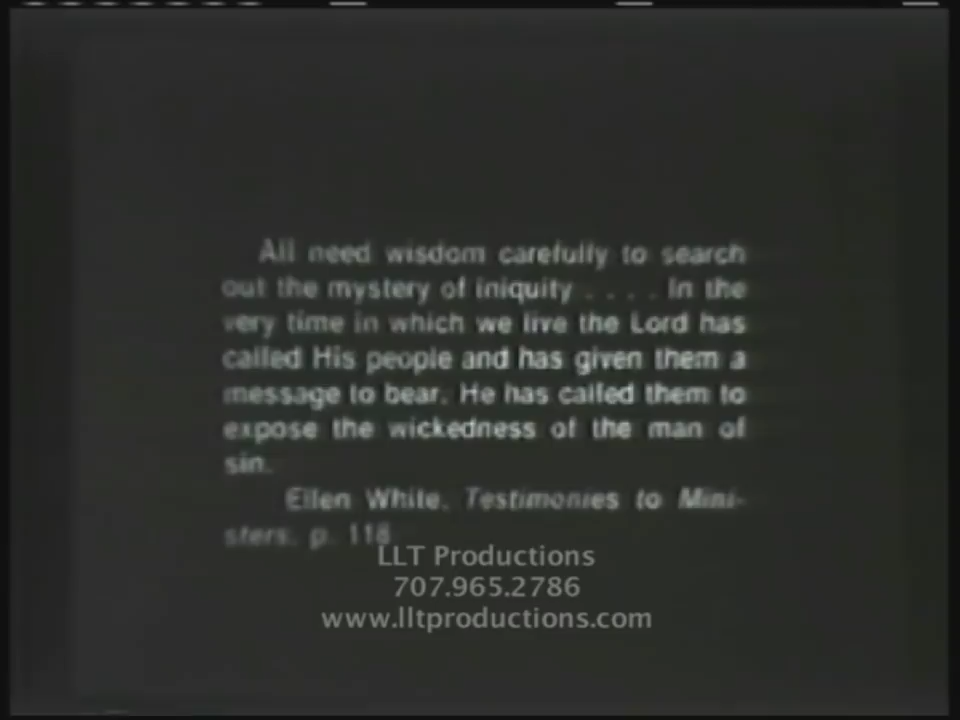 All need wisdom carefully to search
out the mystery of iniquity . . . . In the
very time in which we live the Lord has
called His people and has given them a
message to bear. He has called them to
expose the wickedness of the man of
sin.
Ellen White, Testimonies to Mini-
sters, p. 118
LLT Productions
707.965.2786
www.lltproductions.com